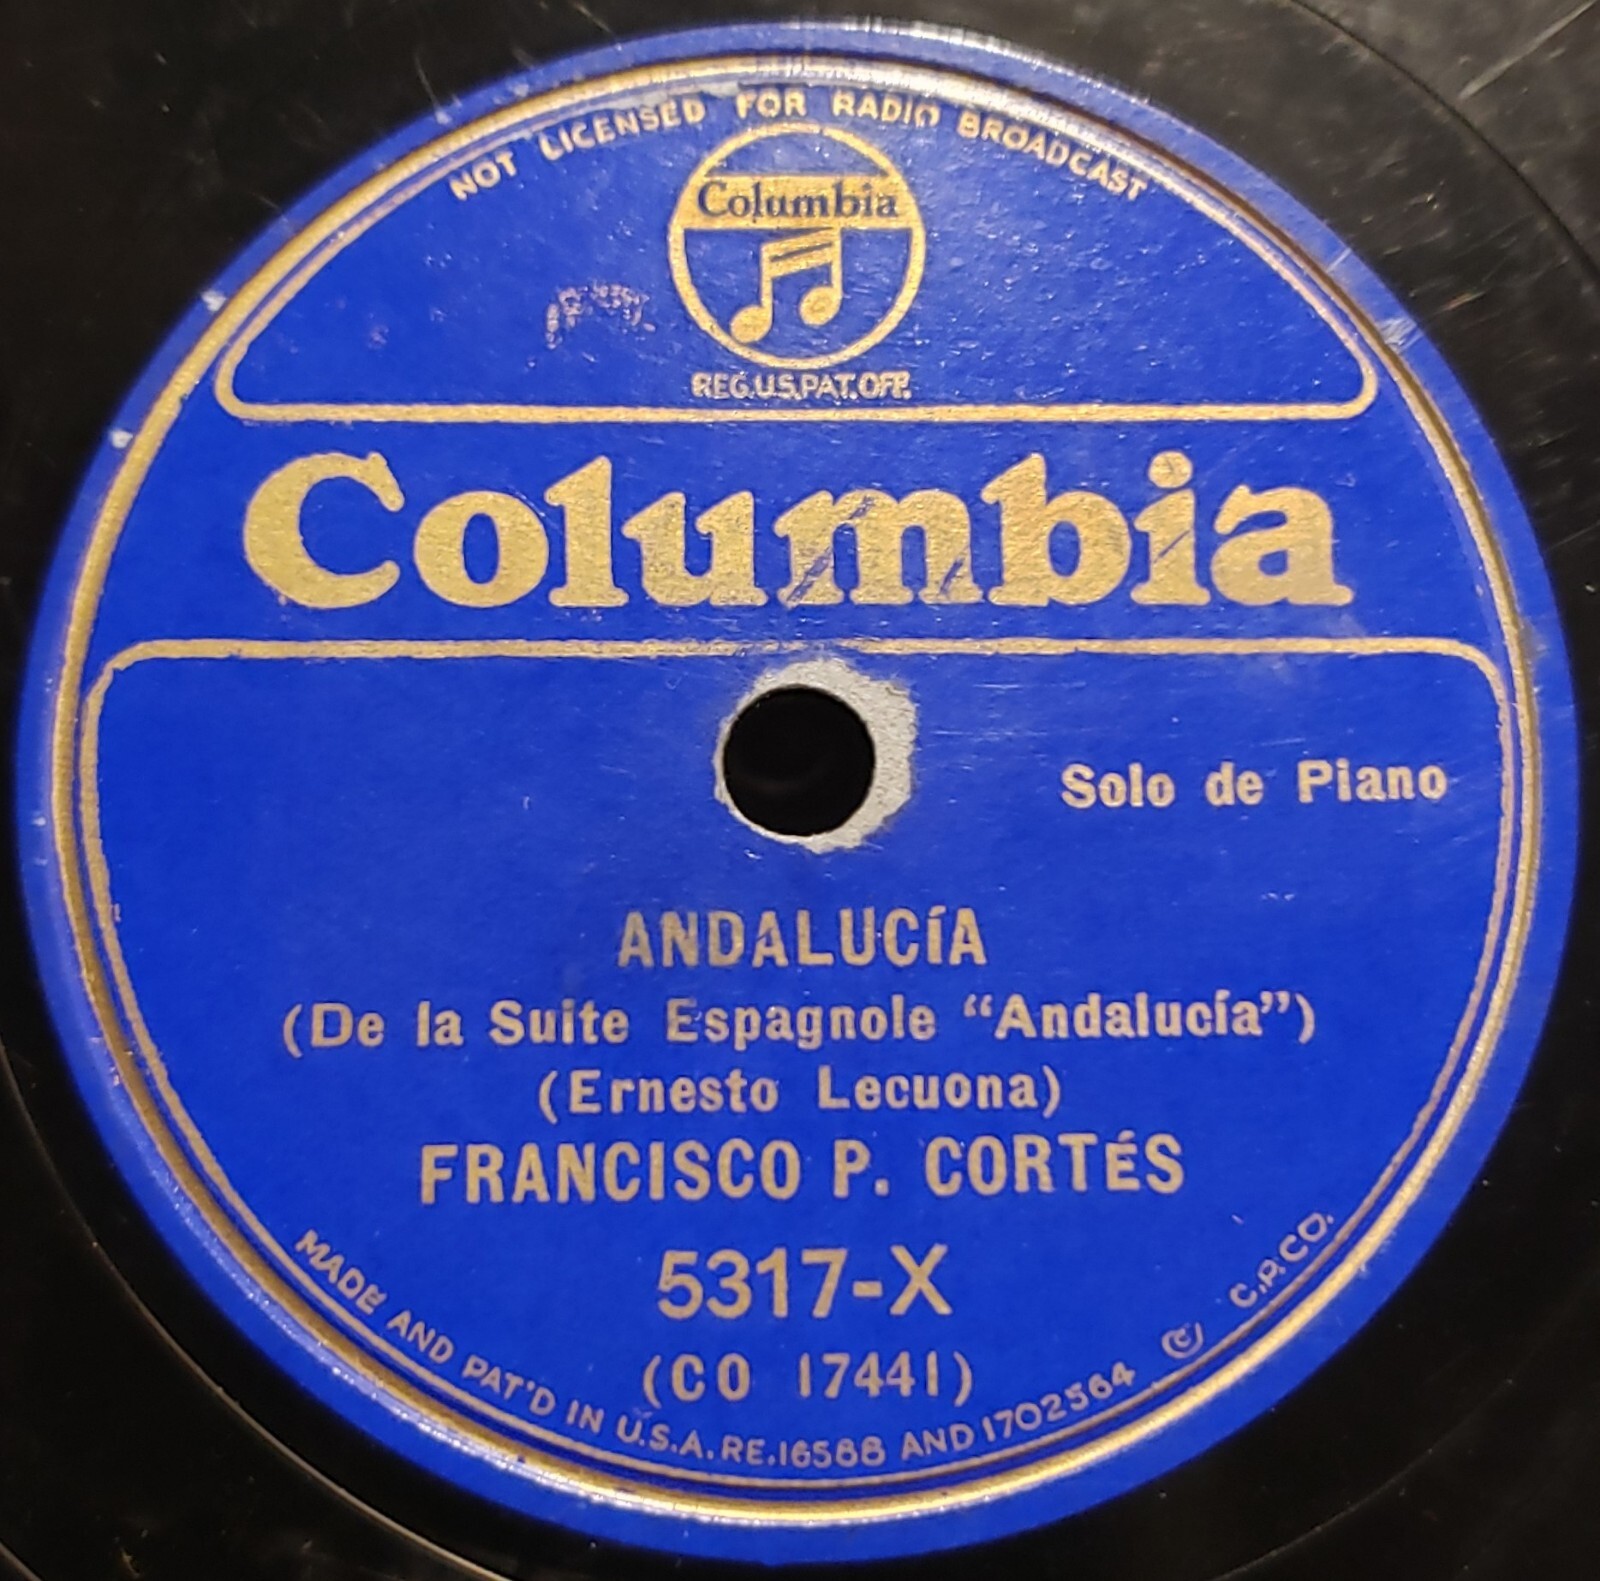 NOT LICENSED FOR RADIO BROADCAST
Columbia
REG.U.S.PAT.OFF.
Columbia
Solo de Piano
ANDALUCíA
(De la Suite Espagnole “Andalucía”)
(Ernesto Lecuona)
FRANCISCO P. CORTÉS
5317-X
(CO 17441)
MADE AND PAT'D IN U.S.A. RE.16588 AND 1702564 © C.P.CO.